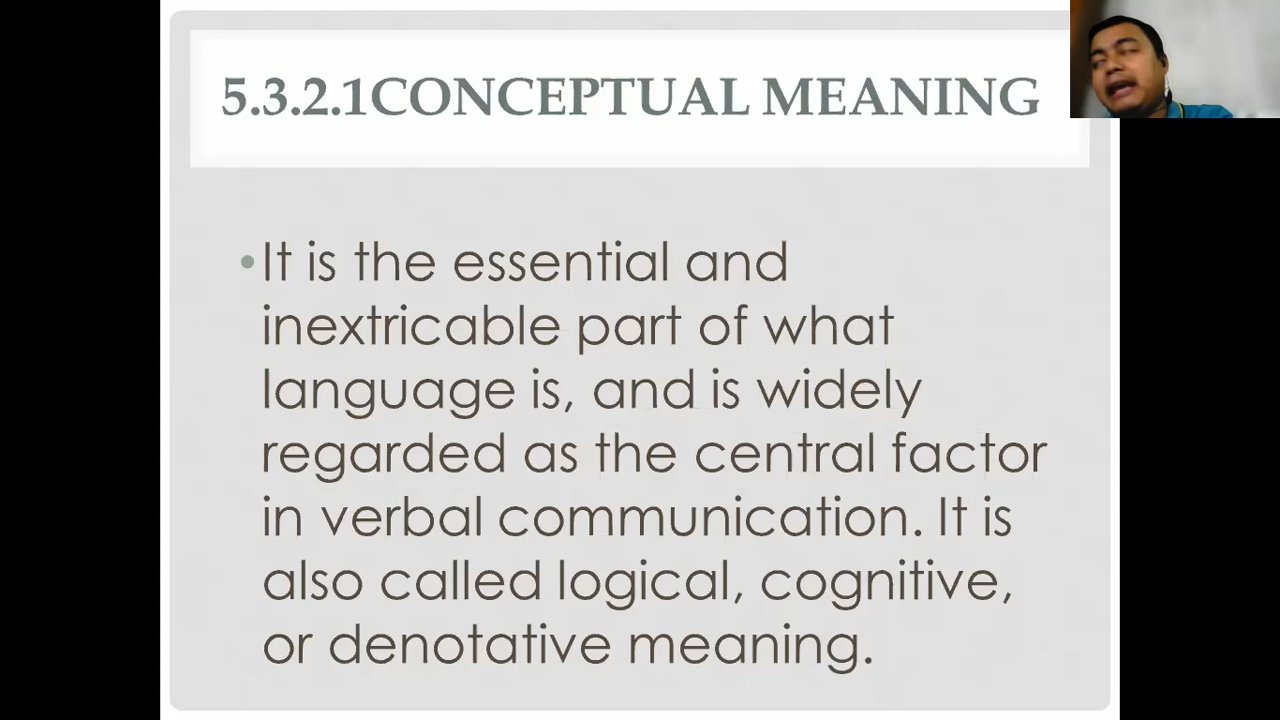 5.3.2.1CONCEPTUAL MEANING
•It is the essential and
inextricable part of what
language is, and is widely
regarded as the central factor
in verbal communication. It is
also called logical, cognitive,
or denotative meaning.